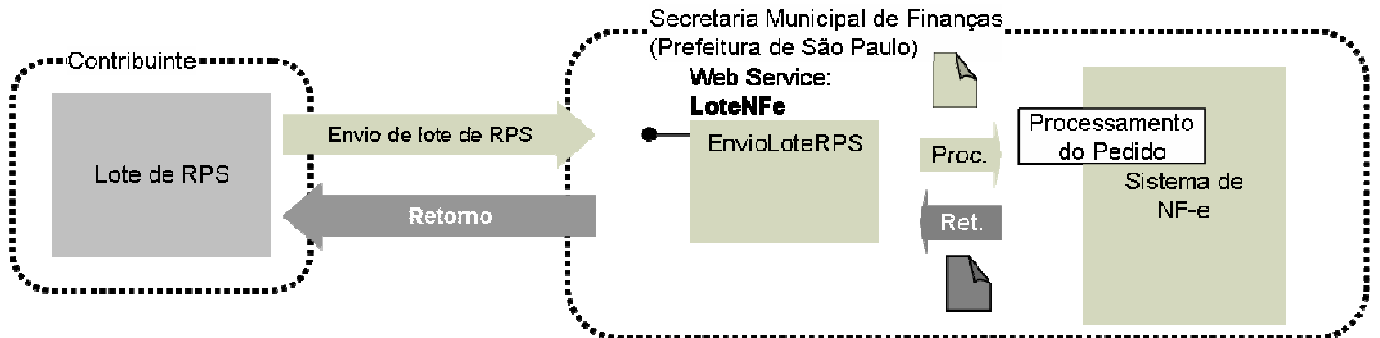 Secretaria Municipal de Finanças
(Prefeitura de São Paulo)
Contribuinte
Web Service:
LoteNFe
Envio de lote de RPS
EnvioLoteRPS
Proc.
Processamento
do Pedido
Lote de RPS
Sistema de
NF-e
Retorno
Ret.